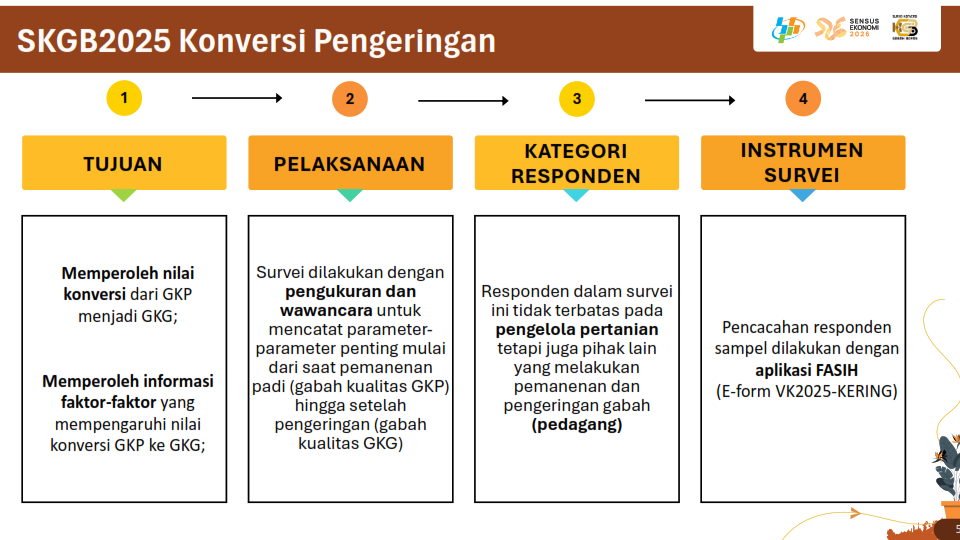 SKGB2025 Konversi Pengeringan
SENSUS
EKONOMI
2026
1
2
3
4
TUJUAN
PELAKSANAAN
KATEGORI
RESPONDEN
INSTRUMEN
SURVEI
Memperoleh nilai
konversi dari GKP
menjadi GKG;
Memperoleh informasi
faktor-faktor yang
mempengaruhi nilai
konversi GKP ke GKG;
Survei dilakukan dengan
pengukuran dan
wawancara untuk
mencatat parameter-
parameter penting mulai
dari saat pemanenan
padi (gabah kualitas GKP)
hingga setelah
pengeringan (gabah
kualitas GKG)
Responden dalam survei
ini tidak terbatas pada
pengelola pertanian
tetapi juga pihak lain
yang melakukan
pemanenan dan
pengeringan gabah
(pedagang)
Pencacahan responden
sampel dilakukan dengan
aplikasi FASIH
(E-form VK2025-KERING)
5